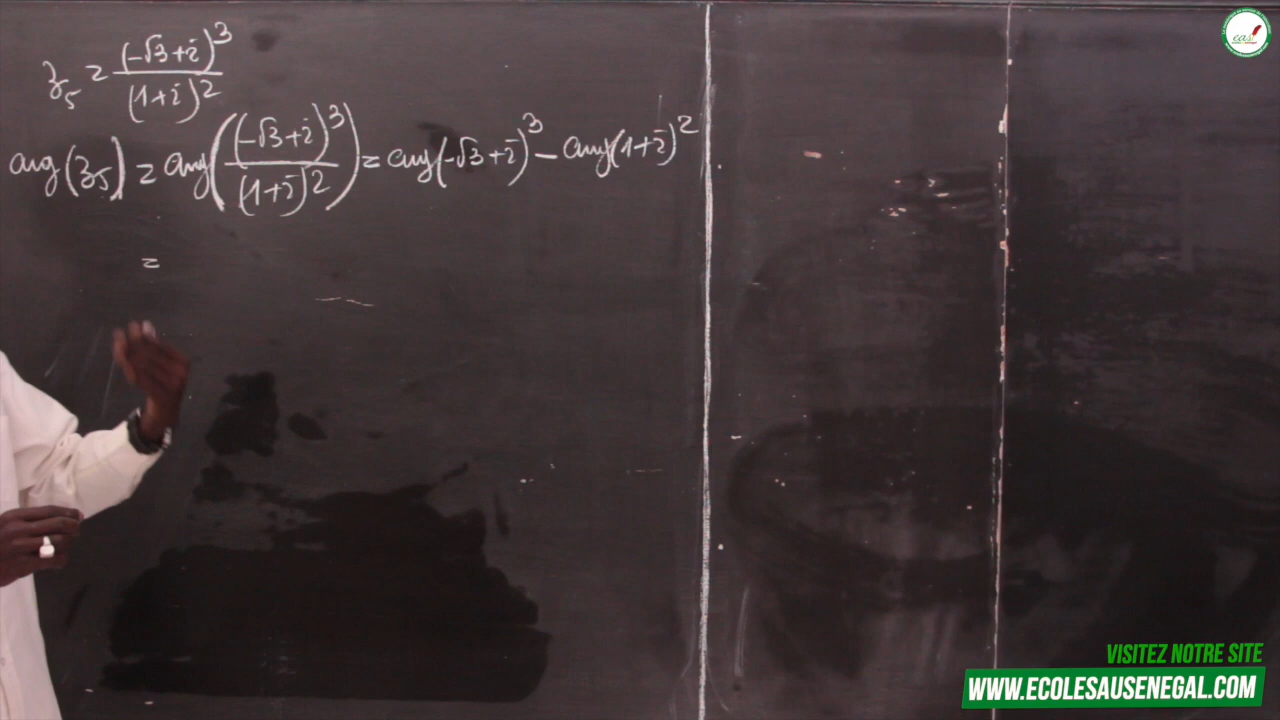 z₅ = (-√3+i)³/(1+i)²
arg(z₅) = arg((-√3+i)³/(1+i)²) = arg(-√3+i)³ - arg(1+i)²
=
eas
VISITEZ NOTRE SITE
WWW.ECOLESAUSENEGAL.COM